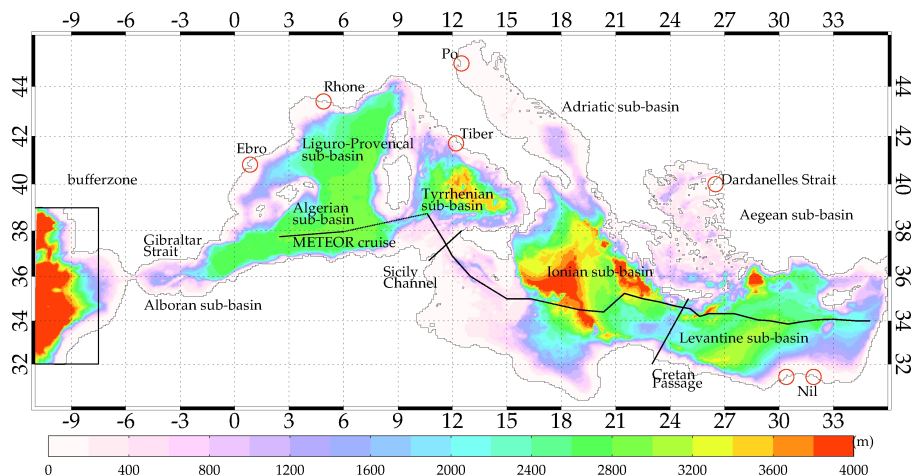 -9 -6 -3 0 3 6 9 12 15 18 21 24 27 30 33
44
42
40
38
36
34
32
44
42
40
38
36
34
32
Po
Rhone
Adriatic sub-basin
Tiber
Liguro-Provencal
sub-basin
Ebro
bufferzone
Dardanelles Strait
Tyrrhenian
sub-basin
Algerian
sub-basin
Aegean sub-basin
METEOR cruise
Gibraltar
Strait
Sicily
Channel
Ionian sub-basin
Alboran sub-basin
Levantine sub-basin
Cretan
Passage
Nil
-9 -6 -3 0 3 6 9 12 15 18 21 24 27 30 33
(m)
0 400 800 1200 1600 2000 2400 2800 3200 3600 4000